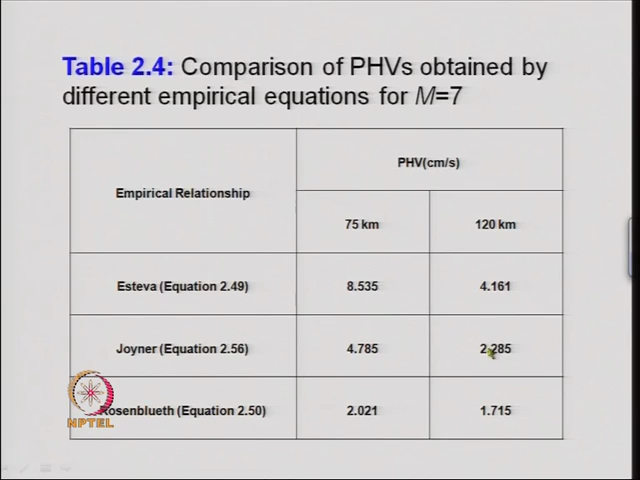 Table 2.4: Comparison of PHVs obtained by
different empirical equations for M=7
Empirical Relationship
PHV(cm/s)
75 km
120 km
Esteva (Equation 2.49)
8.535
4.161
Joyner (Equation 2.56)
4.785
2.285
Rosenblueth (Equation 2.50)
2.021
1.715
NPTEL